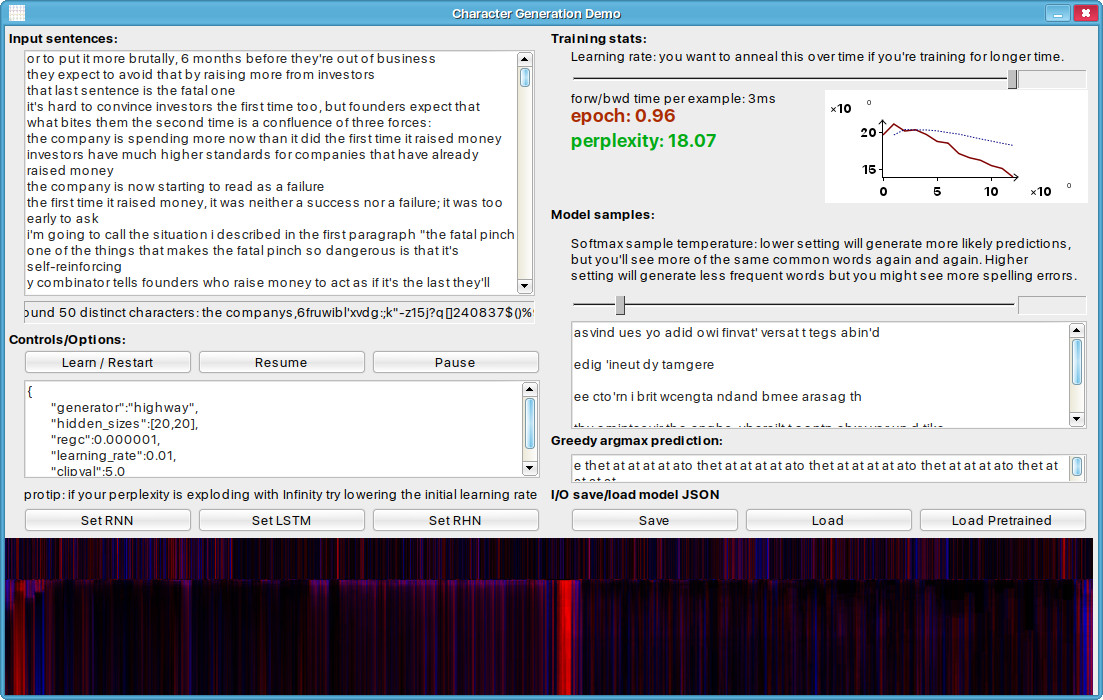 Character Generation Demo
Input sentences:
or to put it more brutally, 6 months before they're out of business
they expect to avoid that by raising more from investors
that last sentence is the fatal one
it's hard to convince investors the first time too, but founders expect that
what bites them the second time is a confluence of three forces:
the company is spending more now than it did the first time it raised money
investors have much higher standards for companies that have already
raised money
the company is now starting to read as a failure
the first time it raised money, it was neither a success nor a failure; it was too
early to ask
i'm going to call the situation i described in the first paragraph "the fatal pinch
one of the things that makes the fatal pinch so dangerous is that it's
self-reinforcing
y combinator tells founders who raise money to act as if it's the last they'll
ound 50 distinct characters: the companys,6fruwibl'xvdg:;k"-z15j?q[]240837$()%
Controls/Options:
Learn / Restart
Resume
Pause
{
"generator":"highway",
"hidden_sizes":[20,20],
"regc":0.000001,
"learning_rate":0.01,
"clipval":5.0
protip: if your perplexity is exploding with Infinity try lowering the initial learning rate
Set RNN
Set LSTM
Set RHN
Training stats:
Learning rate: you want to anneal this over time if you're training for longer time.
forw/bwd time per example: 3ms
epoch: 0.96
perplexity: 18.07
×10 0
20
15
0 5 10 ×10 0
Model samples:
Softmax sample temperature: lower setting will generate more likely predictions,
but you'll see more of the same common words again and again. Higher
setting will generate less frequent words but you might see more spelling errors.
asvind ues yo adid owi finvat' versat t tegs abin'd
edig 'ineut dy tamgere
ee cto'rn i brit wcengta ndand bmee arasag th
Greedy argmax prediction:
e thet at at at at ato thet at at at at ato thet at at at at ato thet at at at ato thet at
I/O save/load model JSON
Save
Load
Load Pretrained